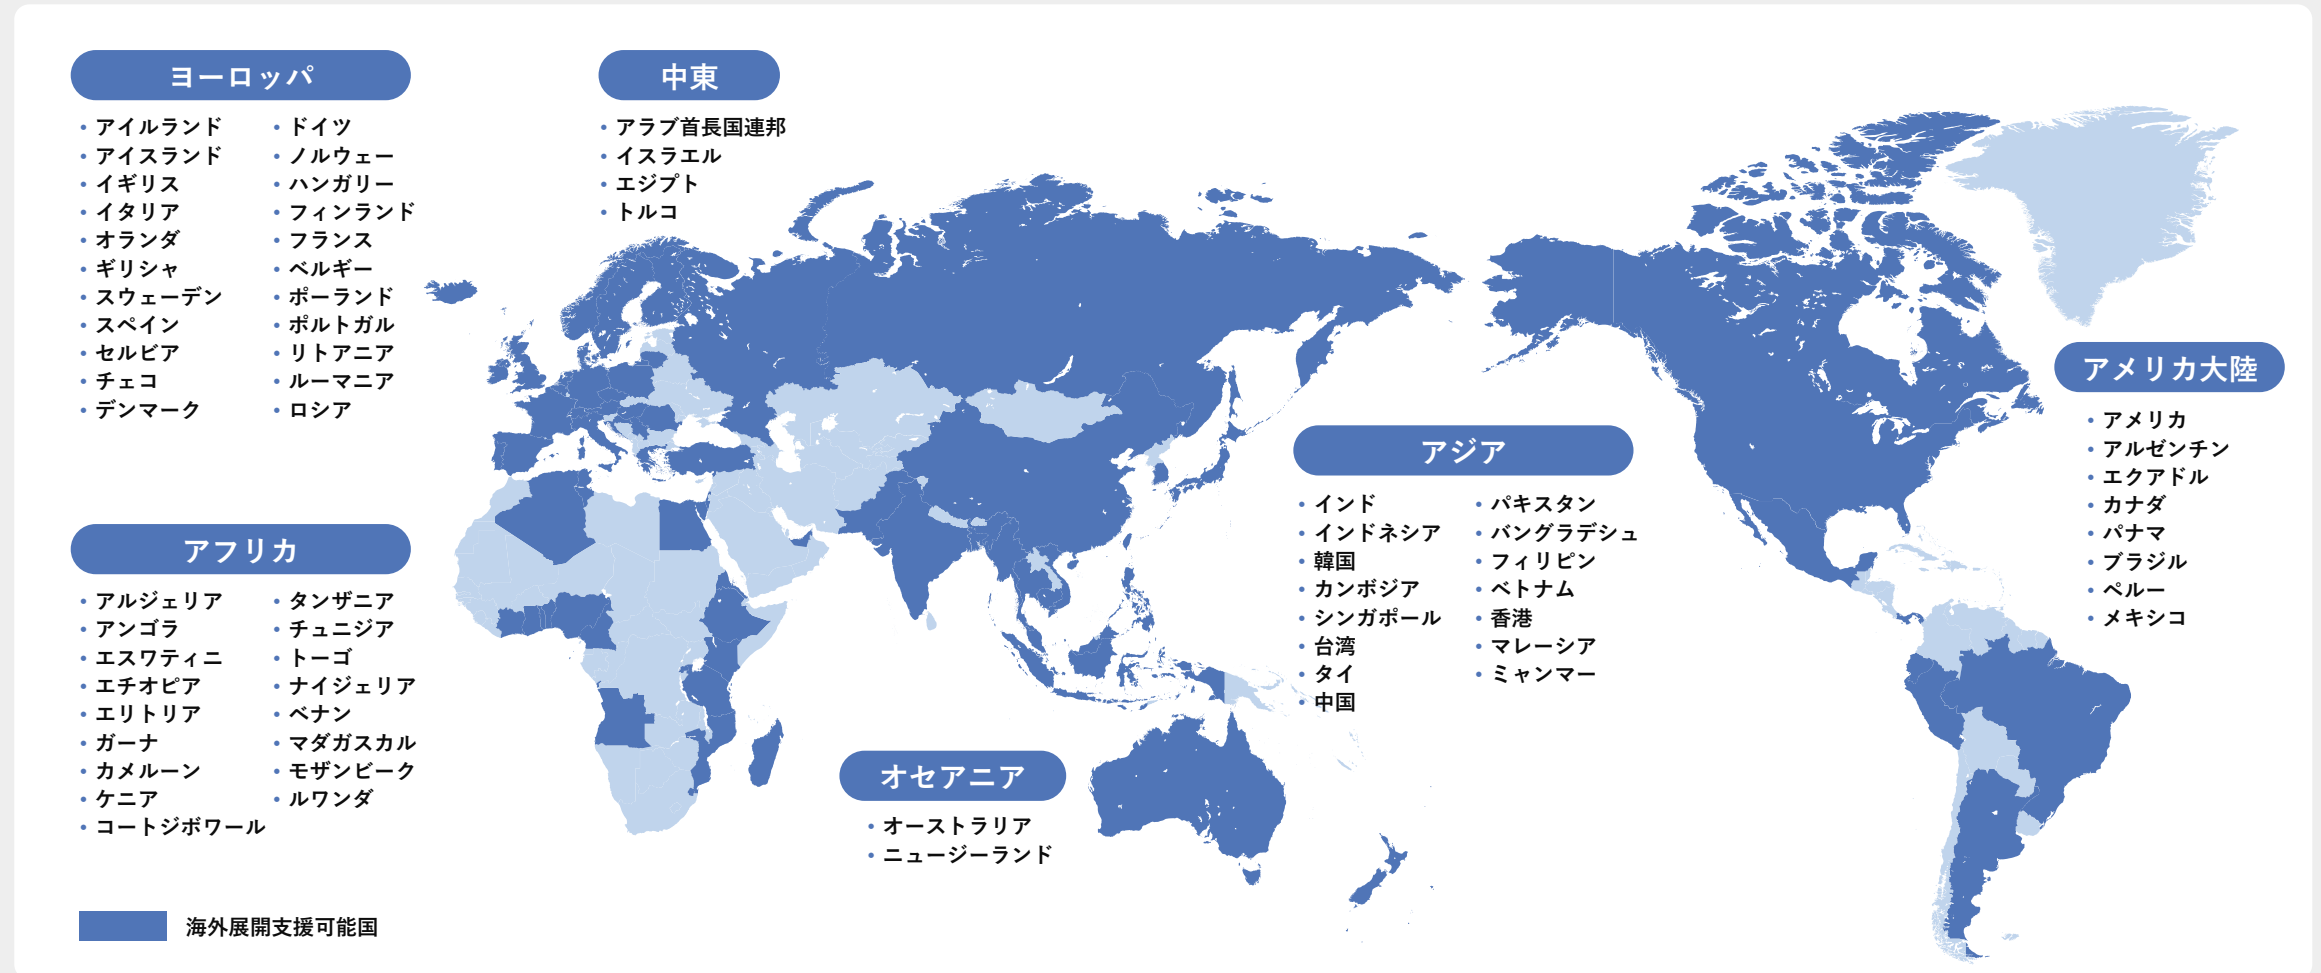 ヨーロッパ
・アイルランド
・アイスランド
・イギリス
・イタリア
・オランダ
・ギリシャ
・スウェーデン
・スペイン
・セルビア
・チェコ
・デンマーク
・ドイツ
・ノルウェー
・ハンガリー
・フィンランド
・フランス
・ベルギー
・ポーランド
・ポルトガル
・リトアニア
・ルーマニア
・ロシア
中東
・アラブ首長国連邦
・イスラエル
・エジプト
・トルコ
アフリカ
・アルジェリア
・アンゴラ
・エスワティニ
・エチオピア
・エリトリア
・ガーナ
・カメルーン
・ケニア
・コートジボワール
・タンザニア
・チュニジア
・トーゴ
・ナイジェリア
・ベナン
・マダガスカル
・モザンビーク
・ルワンダ
アジア
・インド
・インドネシア
・韓国
・カンボジア
・シンガポール
・台湾
・タイ
・中国
・パキスタン
・バングラデシュ
・フィリピン
・ベトナム
・香港
・マレーシア
・ミャンマー
オセアニア
・オーストラリア
・ニュージーランド
アメリカ大陸
・アメリカ
・アルゼンチン
・エクアドル
・カナダ
・パナマ
・ブラジル
・ペルー
・メキシコ
海外展開支援可能国